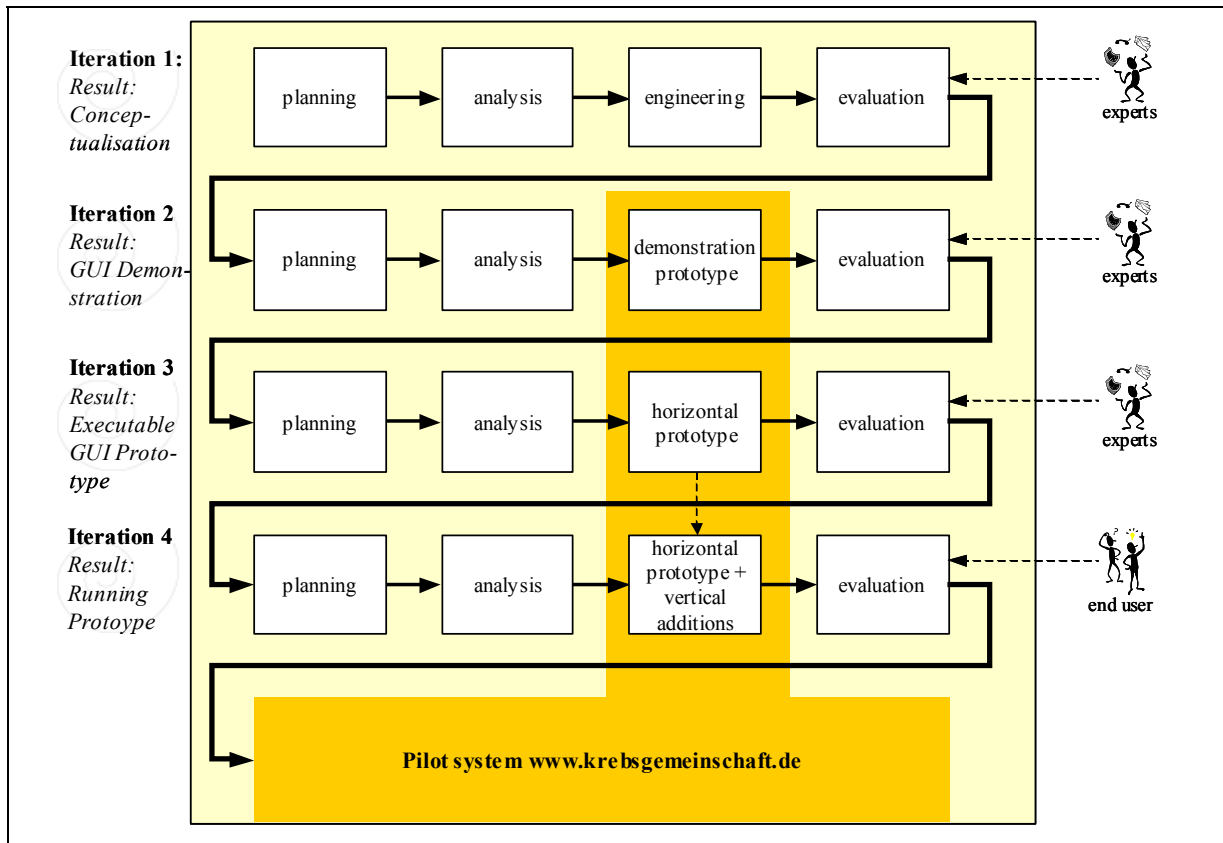 Iteration 1:
Result:
Concep-
tualisation
planning
analysis
engineering
evaluation
experts
Iteration 2
Result:
GUI Demon-
stration
planning
analysis
demonstration
prototype
evaluation
experts
Iteration 3
Result:
Executable
GUI Proto-
type
planning
analysis
horizontal
prototype
evaluation
experts
Iteration 4
Result:
Running
Protoype
planning
analysis
horizontal
prototype +
vertical
additions
evaluation
?
end user
Pilot system www.krebsgemeinschaft.de